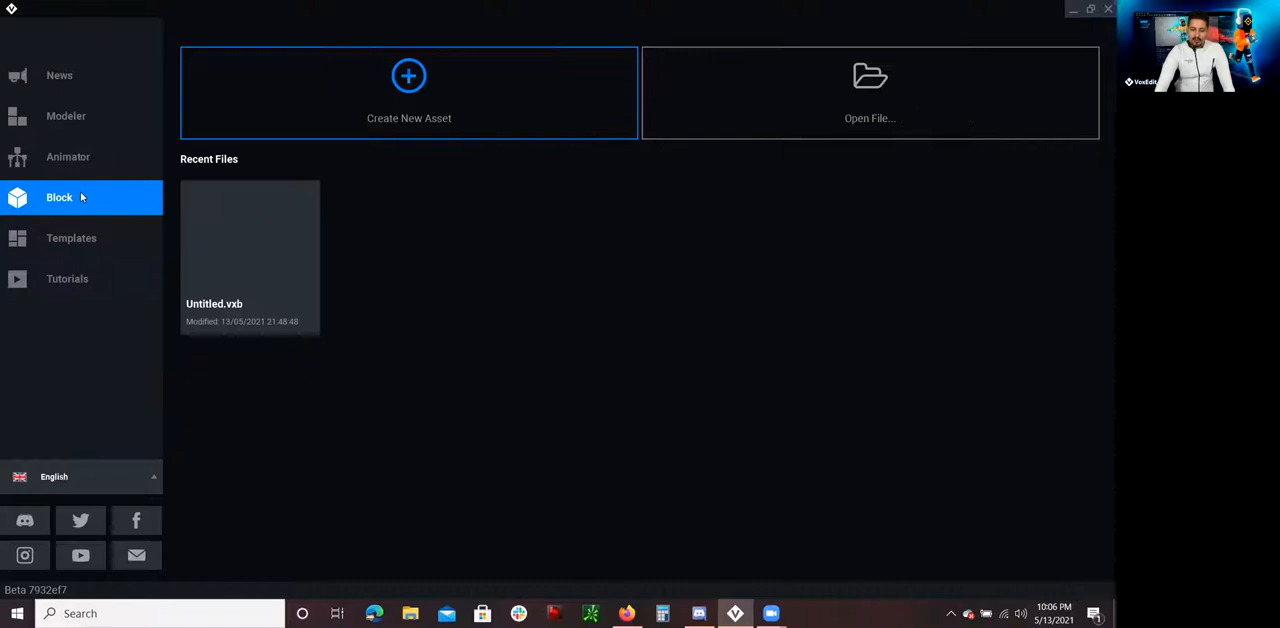 News
Modeler
Animator
Block
Templates
Tutorials
English
Beta 7932ef7
Create New Asset
Open File...
Recent Files
Untitled.vxb
Modified: 13/05/2021 21:48:48
VoxEdit
Search
10:06 PM
5/13/2021